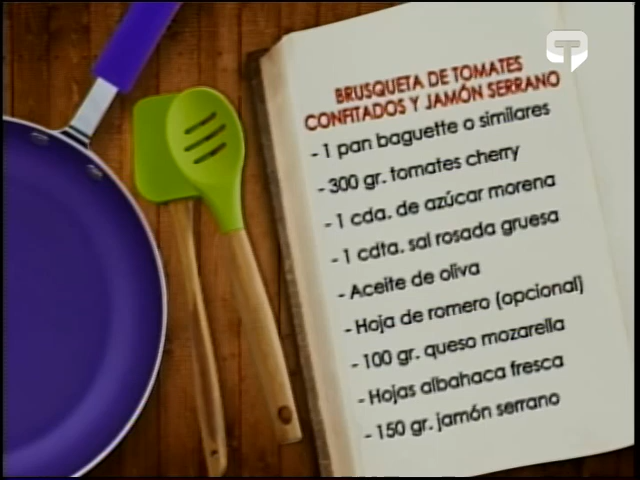 BRUSQUETA DE TOMATES
CONFITADOS Y JAMÓN SERRANO
- 1 pan baguette o similares
- 300 gr. tomates cherry
- 1 cda. de azúcar morena
- 1 cdta. sal rosada gruesa
- Aceite de oliva
- Hoja de romero (opcional)
- 100 gr. queso mozarella
- Hojas albahaca fresca
- 150 gr. jamón serrano